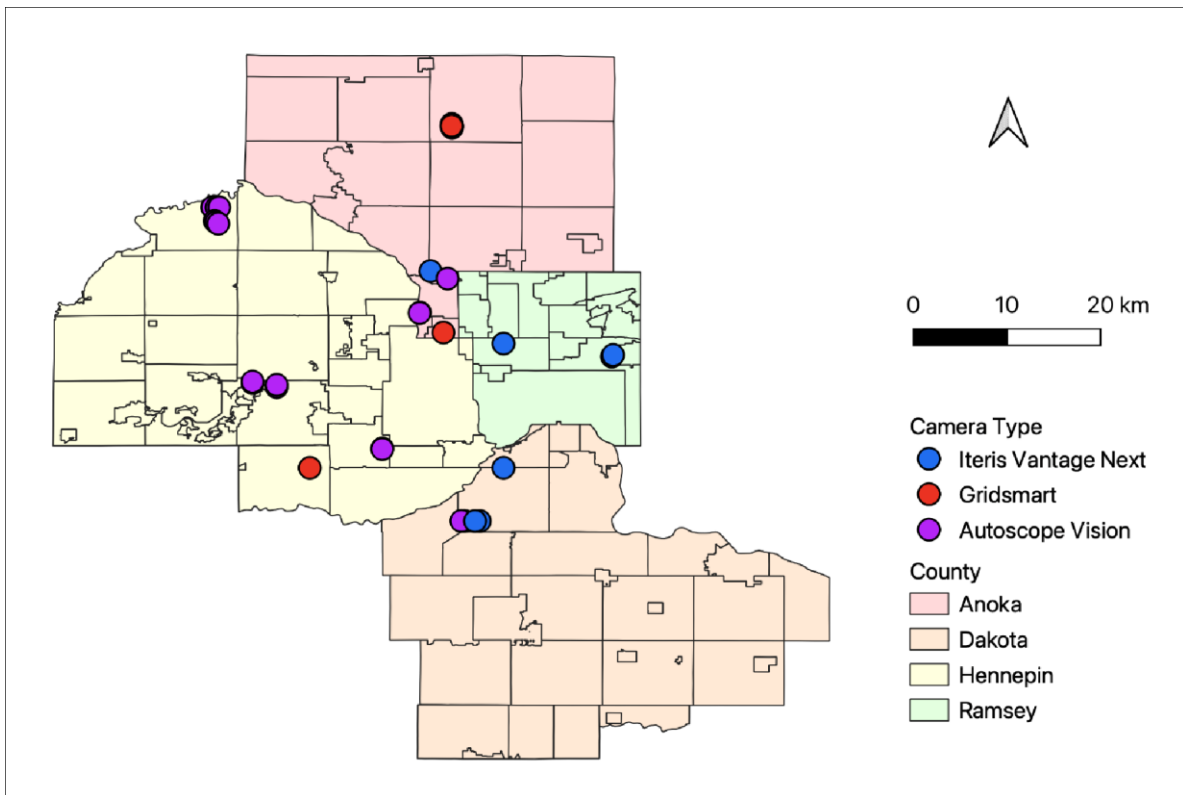 0 10 20 km
Camera Type
Iteris Vantage Next
Gridsmart
Autoscope Vision
County
Anoka
Dakota
Hennepin
Ramsey